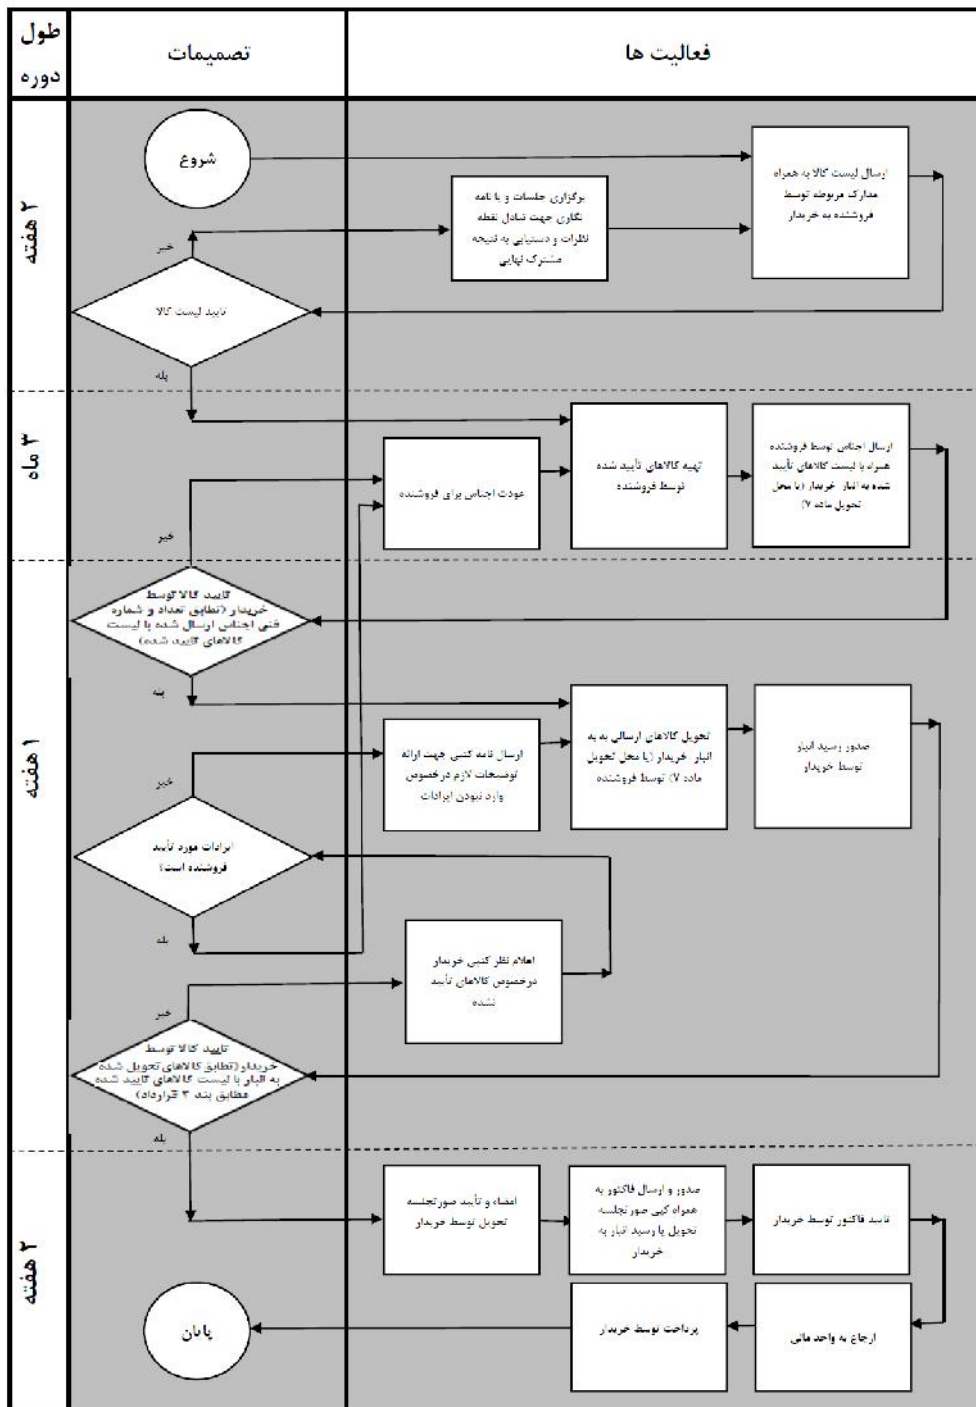 فعالیت ها
تصمیمات
طول
دوره
۲ هفته
شروع
ارسال لیست کالا به همراه
مدارک مربوطه توسط
فروشنده به خریدار
برگزاری جلسات و یا نامه
نگاری جهت تبادل نقطه
نظرات و دستیابی به نتیجه
مشترک نهایی
خیر
تایید لیست کالا
بله
۳ ماه
ارسال اجناس توسط فروشنده
همراه با لیست کالاهای تأیید
شده به انبار خریدار (یا محل
تحویل ماده ۷)
تهیه کالاهای تأیید شده
توسط فروشنده
عودت اجناس برای فروشنده
خیر
۱ هفته
تایید کالا توسط
خریدار (تطابق تعداد و شماره
فنی اجناس ارسال شده با لیست
کالاهای تایید شده)
بله
صدور رسید انبار
توسط خریدار
تحویل کالاهای ارسالی به به
انبار خریدار (یا محل تحویل
ماده ۷) توسط فروشنده
ارسال نامه کتبی جهت ارائه
توضیحات لازم درخصوص
وارد نبودن ایرادات
خیر
ایرادات مورد تأیید
فروشنده است؟
بله
اعلام نظر کتبی خریدار
درخصوص کالاهای تأیید
نشده
خیر
تایید کالا توسط
خریدار (تطابق کالاهای تحویل شده
به انبار با لیست کالاهای تایید شده
مطابق بند ۳ قرارداد)
بله
۲ هفته
امضاء و تأیید صورتجلسه
تحویل توسط خریدار
صدور و ارسال فاکتور به
همراه کپی صورتجلسه
تحویل یا رسید انبار به
خریدار
تایید فاکتور توسط خریدار
ارجاع به واحد مالی
پرداخت توسط خریدار
پایان